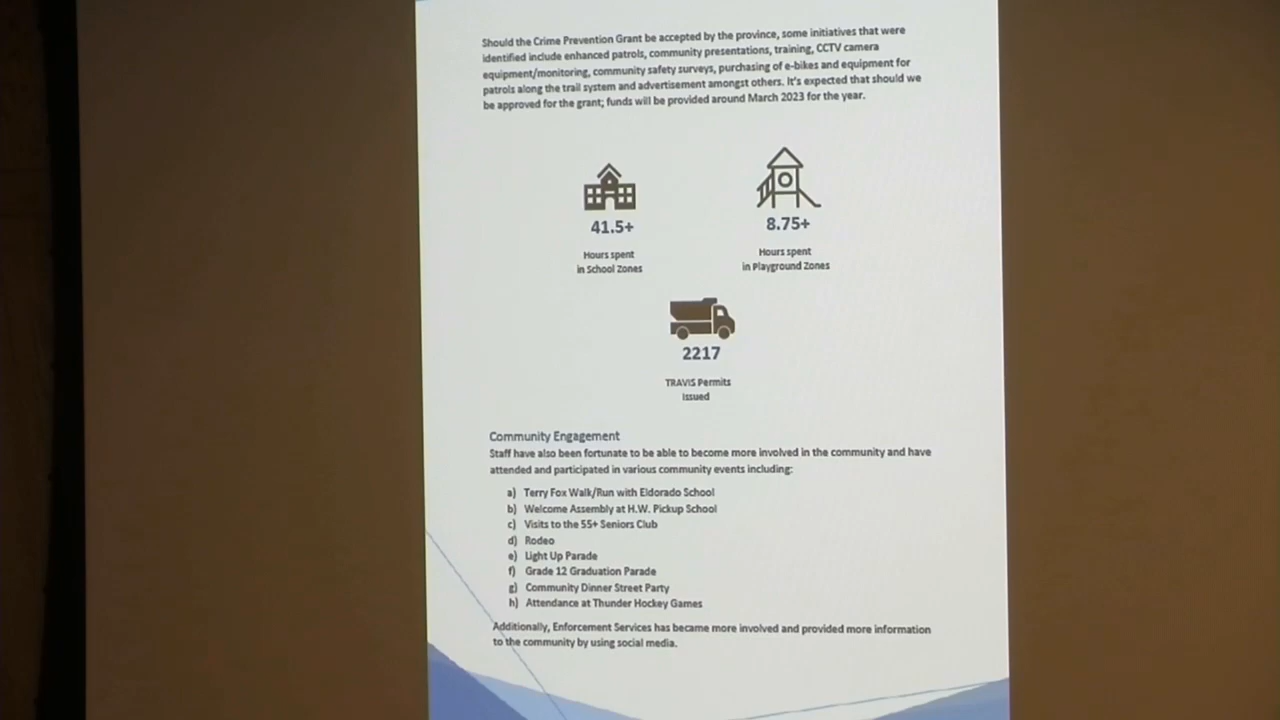 Should the Crime Prevention Grant be accepted by the province, some initiatives that were
identified include enhanced patrols, community presentations, training, CCTV camera
equipment/monitoring, community safety surveys, purchasing of e-bikes and equipment for
patrols along the trail system and advertisement amongst others. It's expected that should we
be approved for the grant; funds will be provided around March 2023 for the year.
41.5+
Hours spent
in School Zones
8.75+
Hours spent
in Playground Zones
2217
TRAVIS Permits
Issued
Community Engagement
Staff have also been fortunate to be able to become more involved in the community and have
attended and participated in various community events including:
a) Terry Fox Walk/Run with Eldorado School
b) Welcome Assembly at H.W. Pickup School
c) Visits to the 55+ Seniors Club
d) Rodeo
e) Light Up Parade
f) Grade 12 Graduation Parade
g) Community Dinner Street Party
h) Attendance at Thunder Hockey Games
Additionally, Enforcement Services has became more involved and provided more information
to the community by using social media.